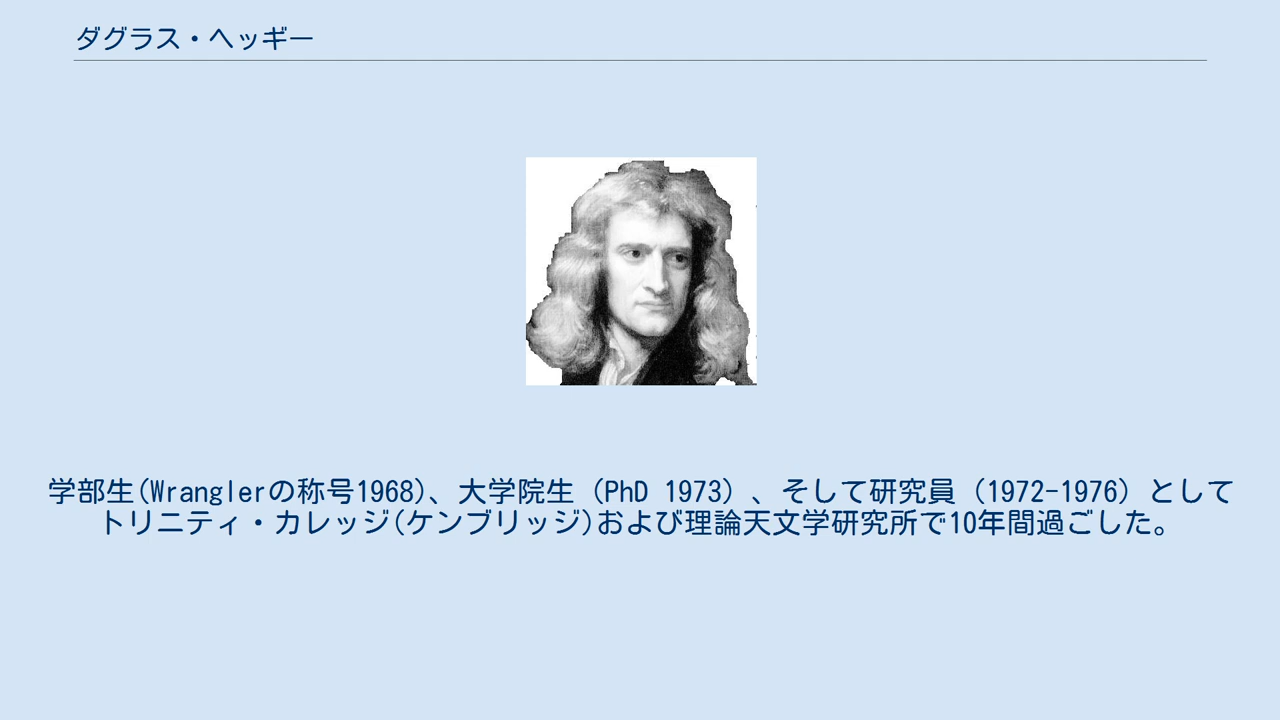 ダグラス・ヘッギー
学部生(Wranglerの称号1968)、大学院生（PhD 1973）、そして研究員（1972-1976）として
トリニティ・カレッジ(ケンブリッジ)および理論天文学研究所で10年間過ごした。